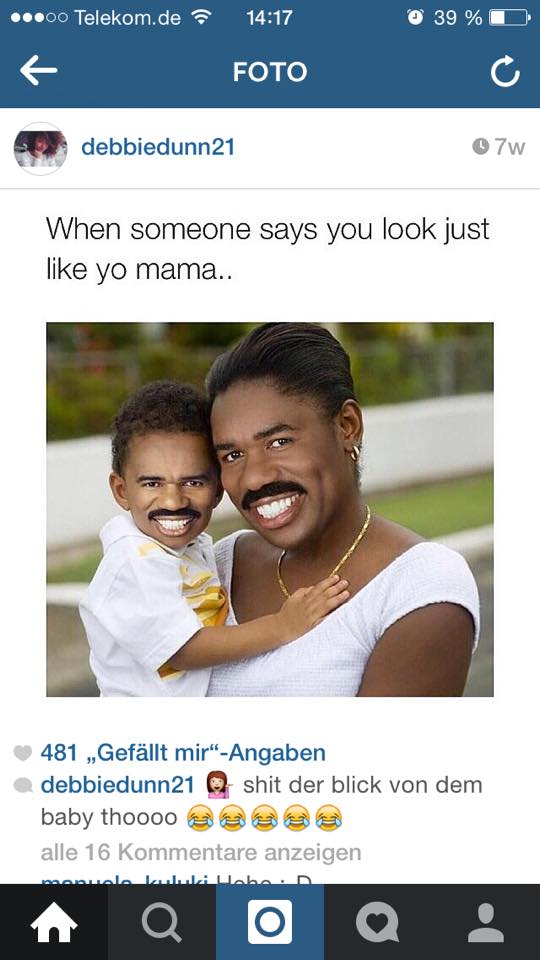 Telekom.de 14:17 39 %
FOTO
debbiedunn21 7w
When someone says you look just
like yo mama..
481 „Gefällt mir“-Angaben
debbiedunn21 💁 shit der blick von dem
baby thoooo 😂😂😂😂😂
alle 16 Kommentare anzeigen
manuela_kuluki Hehe : D